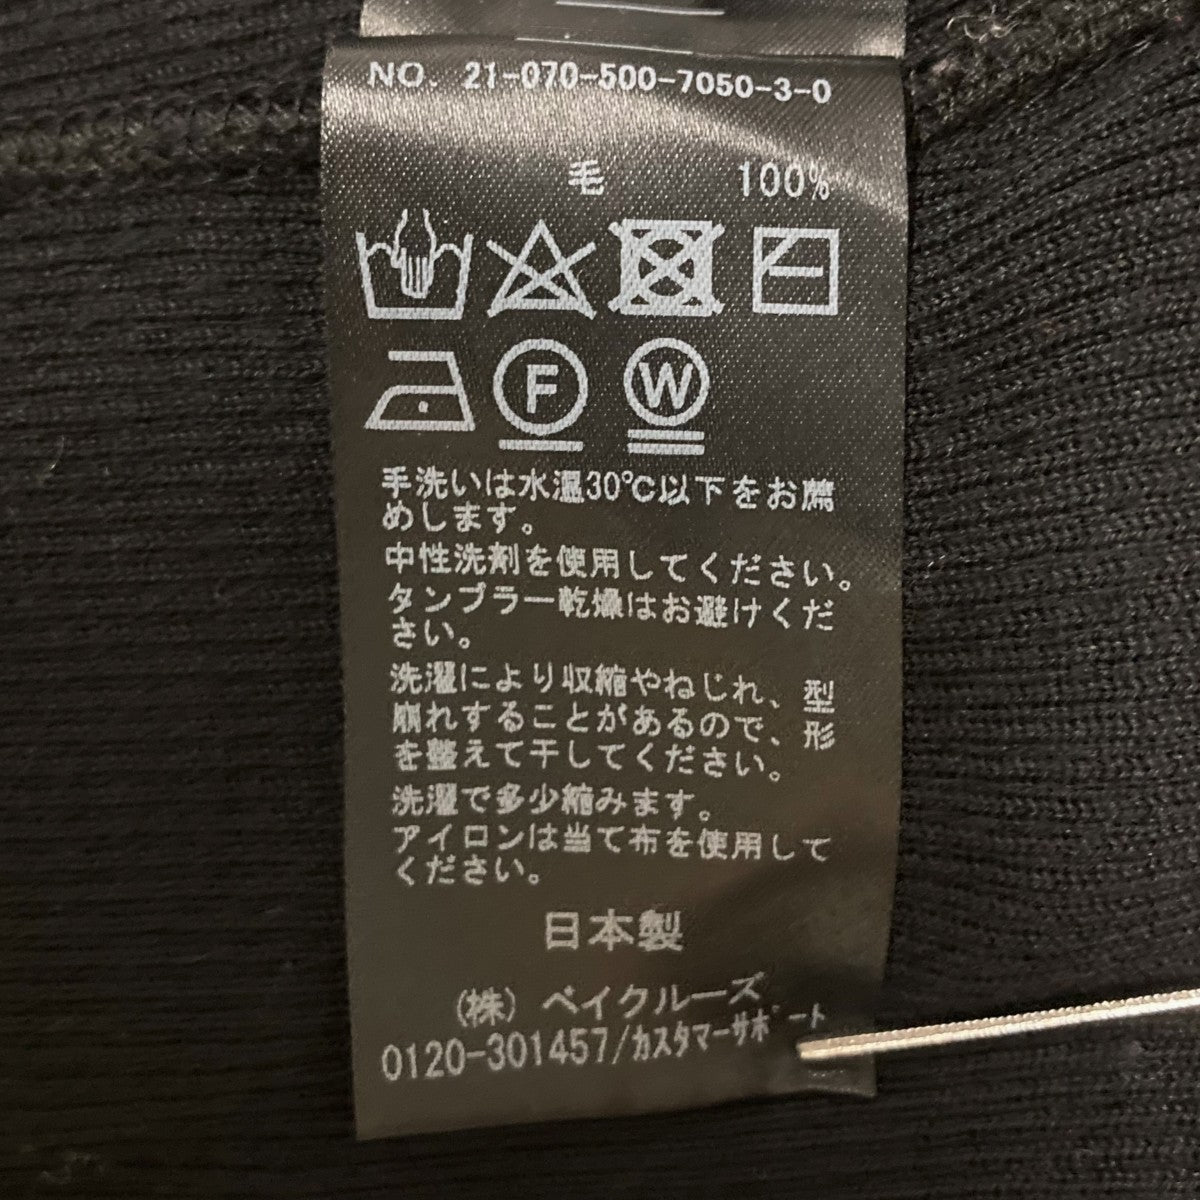 NO. 21-070-500-7050-3-0
毛 100%
F W
手洗いは水温30℃以下をお薦
めします。
中性洗剤を使用してください。
タンブラー乾燥はお避けくだ
さい。
洗濯により収縮やねじれ、型
崩れすることがあるので、形
を整えて干してください。
洗濯で多少縮みます。
アイロンは当て布を使用して
ください。
日本製
(株) ベイクルーズ
0120-301457/カスタマーサポート